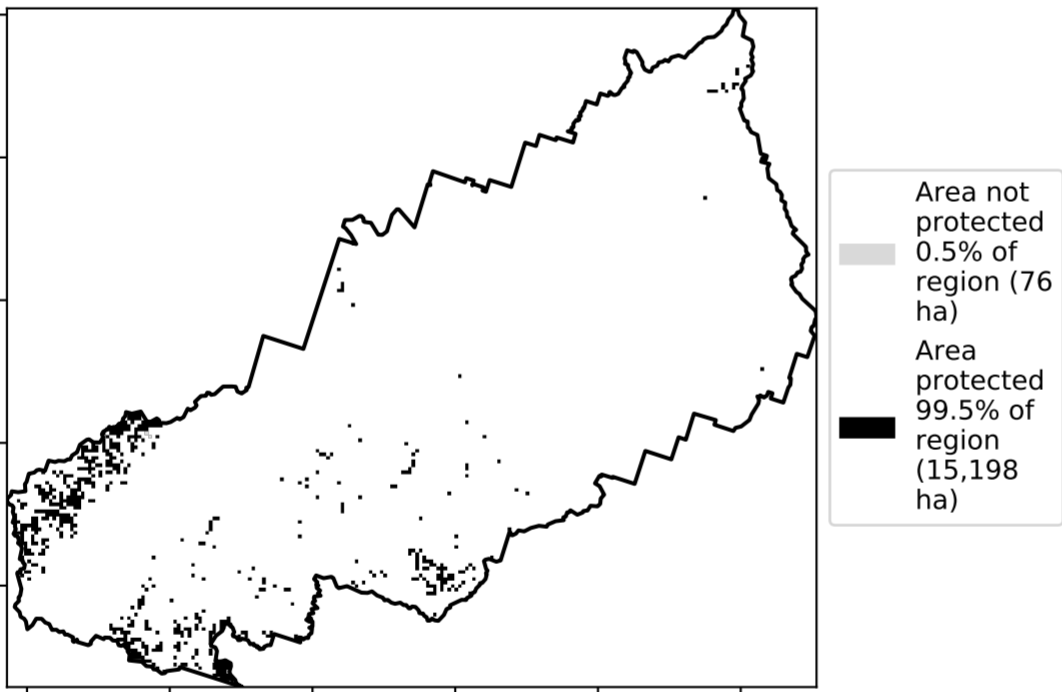 Area not
protected
0.5% of
region (76
ha)
Area
protected
99.5% of
region
(15,198
ha)